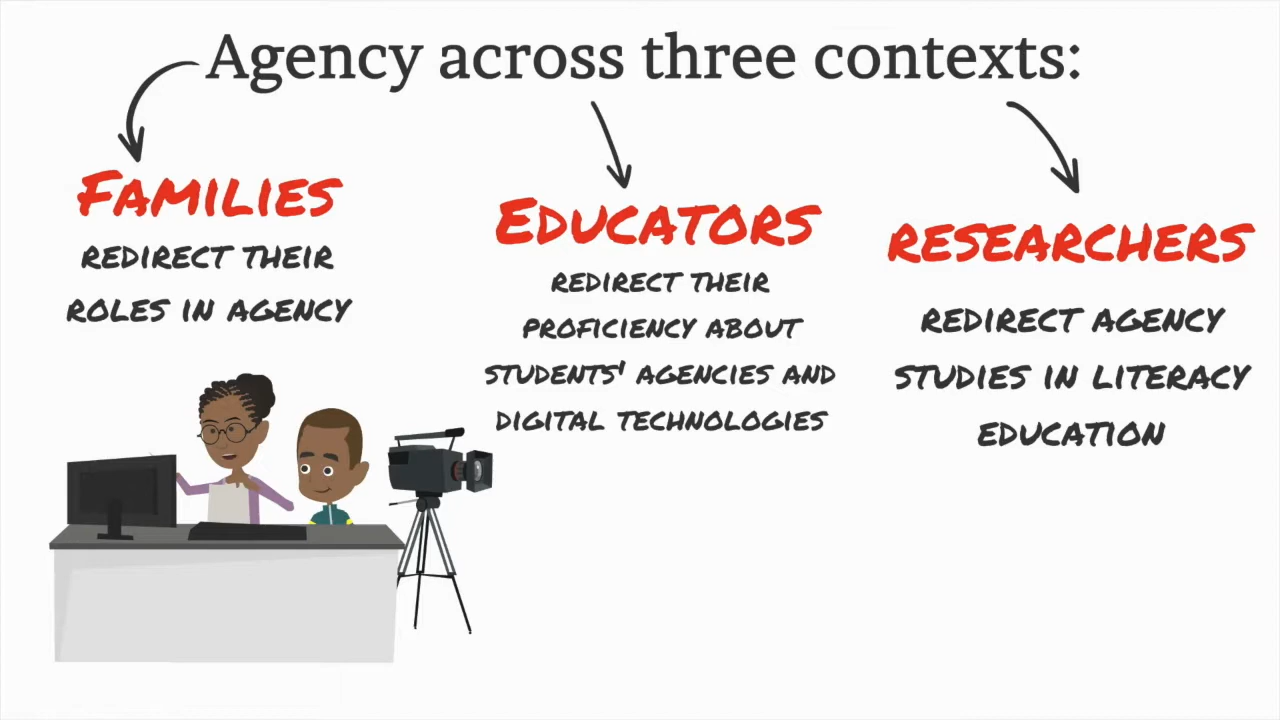 Agency across three contexts:
FAMILIES
REDIRECT THEIR
ROLES IN AGENCY
EDUCATORS
REDIRECT THEIR
PROFICIENCY ABOUT
STUDENTS' AGENCIES AND
DIGITAL TECHNOLOGIES
RESEARCHERS
REDIRECT AGENCY
STUDIES IN LITERACY
EDUCATION